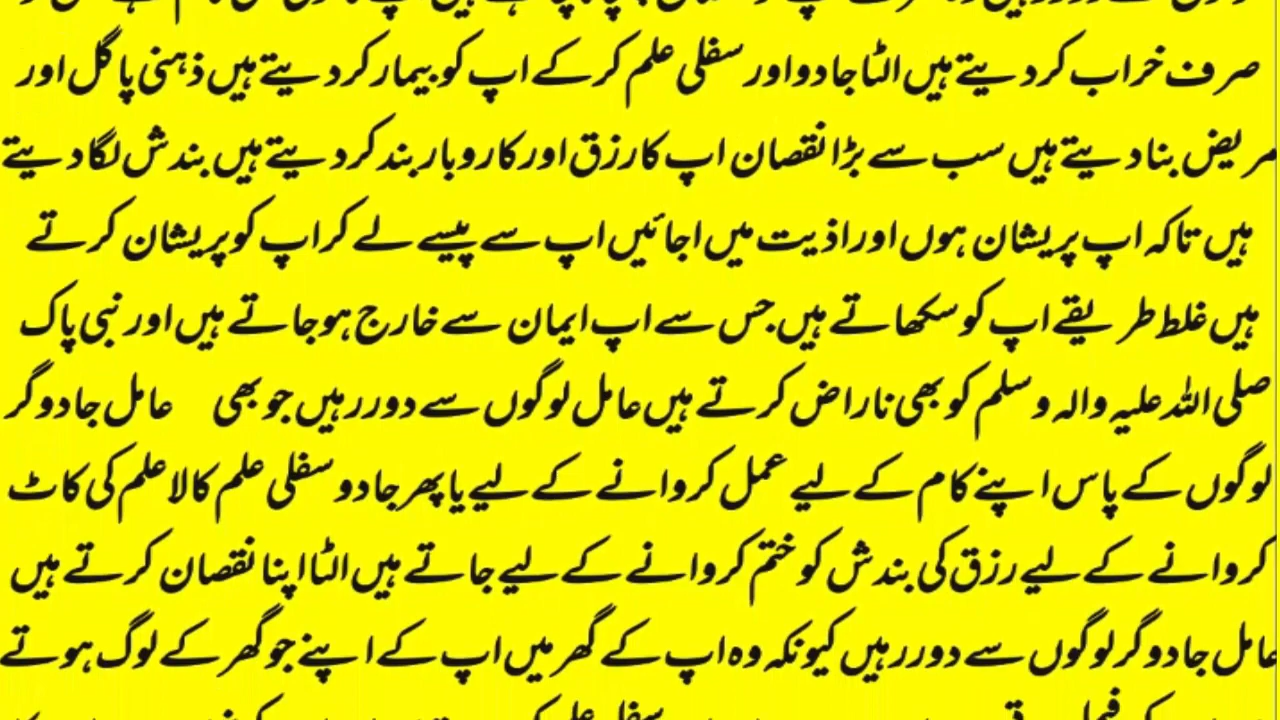 صرف خراب کر دیتے ہیں الٹا جادو اور سفلی علم کر کے اپ کو بیمار کر دیتے ہیں ذہنی پاگل اور
مریض بنا دیتے ہیں سب سے بڑا نقصان اپ کا رزق اور کاروبار بند کر دیتے ہیں بندش لگا دیتے
ہیں تاکہ اپ پریشان ہوں اور اذیت میں اجائیں اپ سے پیسے لے کر اپ کو پریشان کرتے
ہیں غلط طریقے اپ کو سکھاتے ہیں جس سے اپ ایمان سے خارج ہو جاتے ہیں اور نبی پاک
صلی اللہ علیہ والہ وسلم کو بھی ناراض کرتے ہیں عامل لوگوں سے دور رہیں جو بھی عامل جادوگر
لوگوں کے پاس اپنے کام کے لیے عمل کروانے کے لیے یا پھر جادو سفلی علم کالا علم کی کاٹ
کروانے کے لیے رزق کی بندش کو ختم کروانے کے لیے جاتے ہیں الٹا اپنا نقصان کرتے ہیں
عامل جادوگر لوگوں سے دور رہیں کیونکہ وہ اپ کے گھر میں اپ کے اپنے جو گھر کے لوگ ہوتے